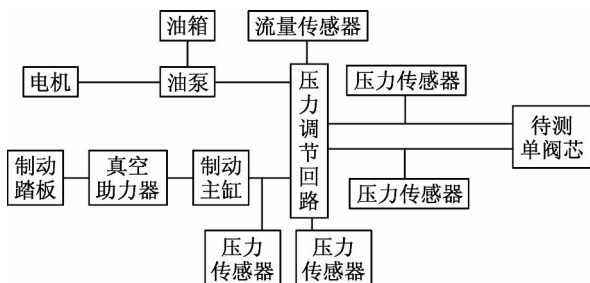 油箱
流量传感器
电机
油泵
压力调节回路
压力传感器
待测
单阀芯
制动
踏板
真空
助力器
制动
主缸
压力传感器
压力
传感器
压力
传感器